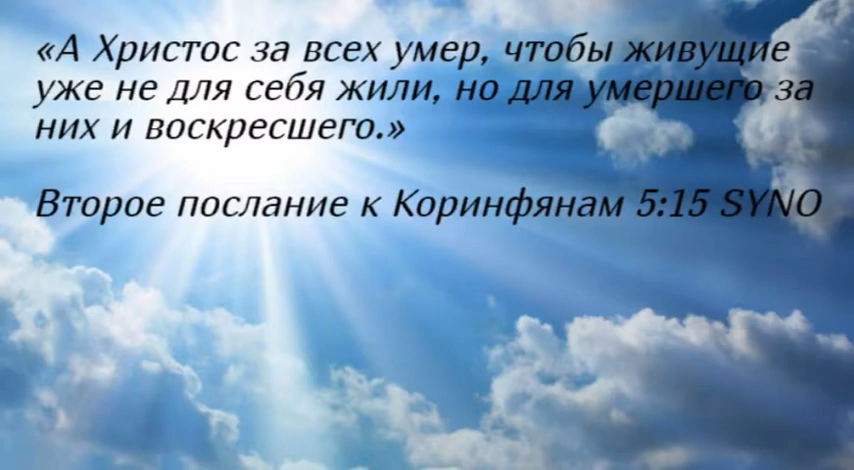 «А Христос за всех умер, чтобы живущие
уже не для себя жили, но для умершего за
них и воскресшего.»
Второе послание к Коринфянам 5:15 SYNO